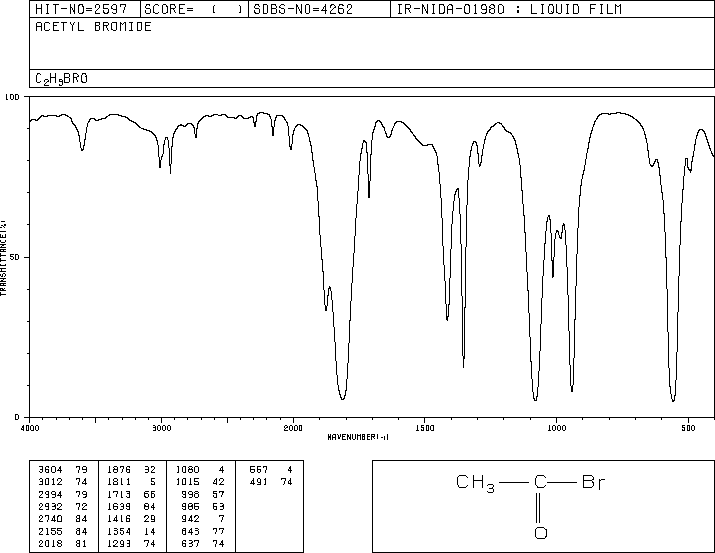 HIT-NO=2597 SCORE= ( ) SDBS-NO=4262 IR-NIDA-01980 : LIQUID FILM
ACETYL BROMIDE
C2H3BRO
100
50
0
TRANSMITTANCE(%)
4000 3000 2000 1500 1000 500
WAVENUMBER(-1)
3604 79 1876 32 1080 4 557 4
3012 74 1811 5 1015 42 491 74
2994 79 1713 66 998 57
2932 72 1639 84 986 53
2740 84 1416 29 942 7
2155 84 1354 14 643 77
2018 81 1293 74 637 74
CH3 C Br
O